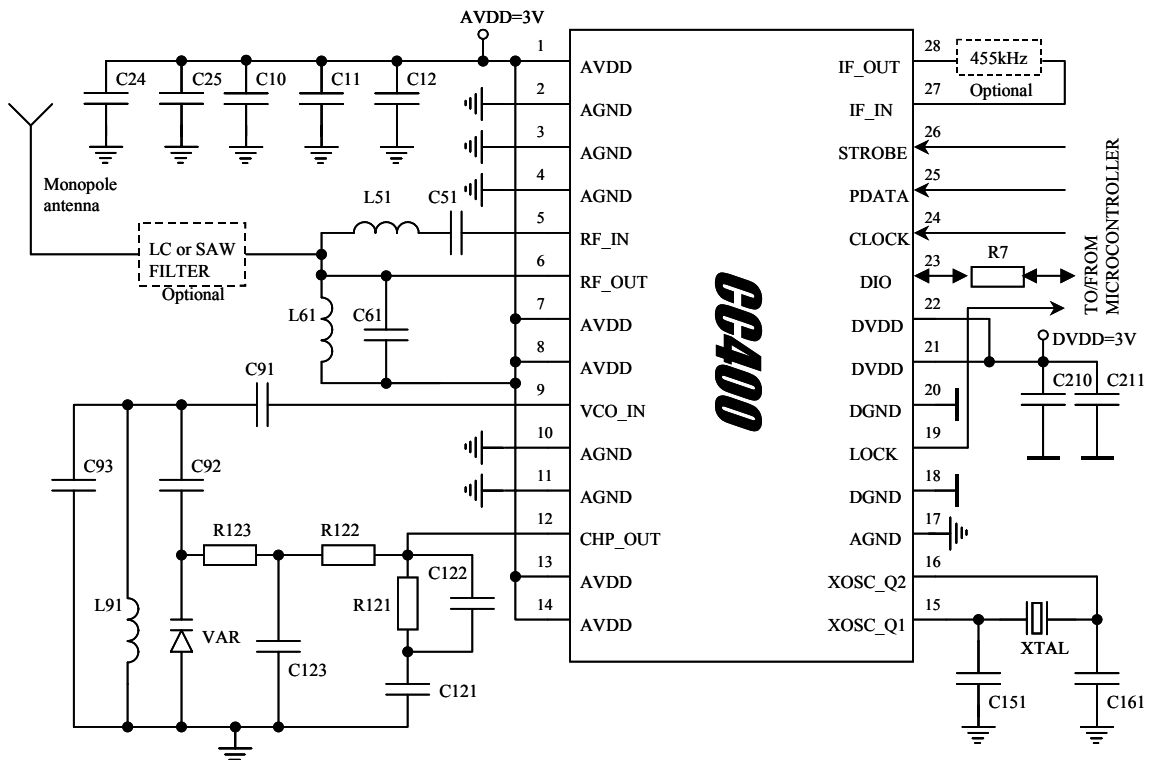 AVDD=3V
C24
C25
C10
C11
C12
Monopole
antenna
LC or SAW
FILTER
Optional
L51
C51
L61
C61
C91
C93
C92
R123
R122
R121
C122
L91
VAR
C123
C121
1
AVDD
2
AGND
3
AGND
4
AGND
5
RF_IN
6
RF_OUT
7
AVDD
8
AVDD
9
VCO_IN
10
AGND
11
AGND
12
CHP_OUT
13
AVDD
14
AVDD
CC400
28
IF_OUT
27
IF_IN
26
STROBE
25
PDATA
24
CLOCK
23
DIO
22
DVDD
21
DVDD
20
DGND
19
LOCK
18
DGND
17
AGND
16
XOSC_Q2
15
XOSC_Q1
455kHz
Optional
R7
TO/FROM
MICROCONTROLLER
DVDD=3V
C210
C211
XTAL
C151
C161